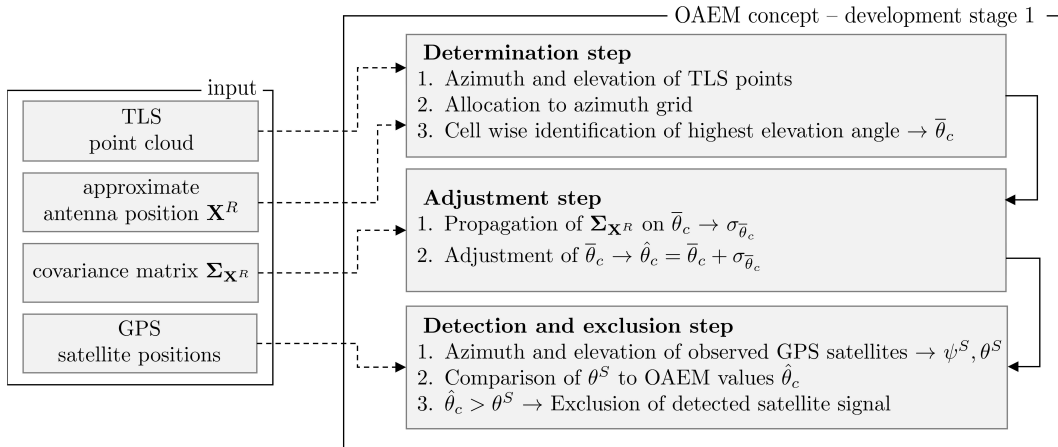 OAEM concept – development stage 1
input
TLS
point cloud
approximate
antenna position X^R
covariance matrix Σ_{X^R}
GPS
satellite positions
Determination step
1. Azimuth and elevation of TLS points
2. Allocation to azimuth grid
3. Cell wise identification of highest elevation angle → θ̅_c
Adjustment step
1. Propagation of Σ_{X^R} on θ̅_c → σ_{θ̅_c}
2. Adjustment of θ̅_c → θ̂_c = θ̅_c + σ_{θ̅_c}
Detection and exclusion step
1. Azimuth and elevation of observed GPS satellites → ψ^S, θ^S
2. Comparison of θ^S to OAEM values θ̂_c
3. θ̂_c > θ^S → Exclusion of detected satellite signal